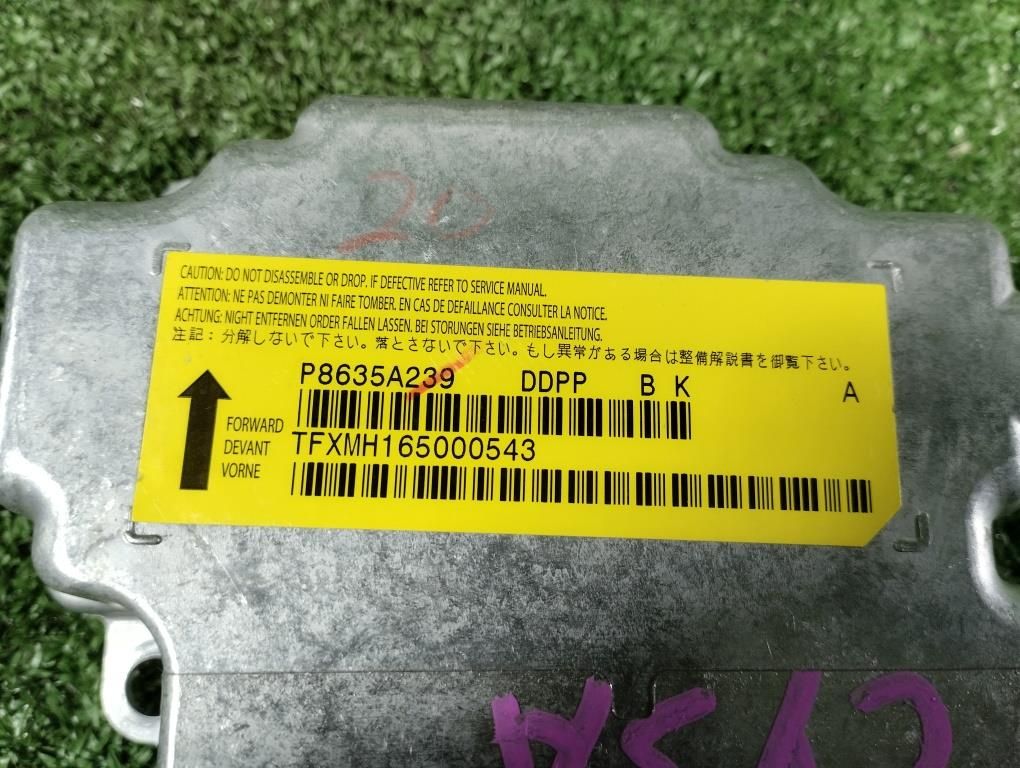 20
CAUTION: DO NOT DISASSEMBLE OR DROP. IF DEFECTIVE REFER TO SERVICE MANUAL.
ATTENTION: NE PAS DEMONTER NI FAIRE TOMBER. EN CAS DE DEFAILLANCE CONSULTER LA NOTICE.
ACHTUNG: NIGHT ENTFERNEN ORDER FALLEN LASSEN. BEI STORUNGEN SIEHE BETRIEBSANLEITUNG.
注記：分解しないで下さい。落とさないで下さい。もし異常がある場合は整備解説書を御覧下さい。
P8635A239 DDPP B K A
FORWARD
DEVANT
VORNE
TFXMH165000543
CY3A